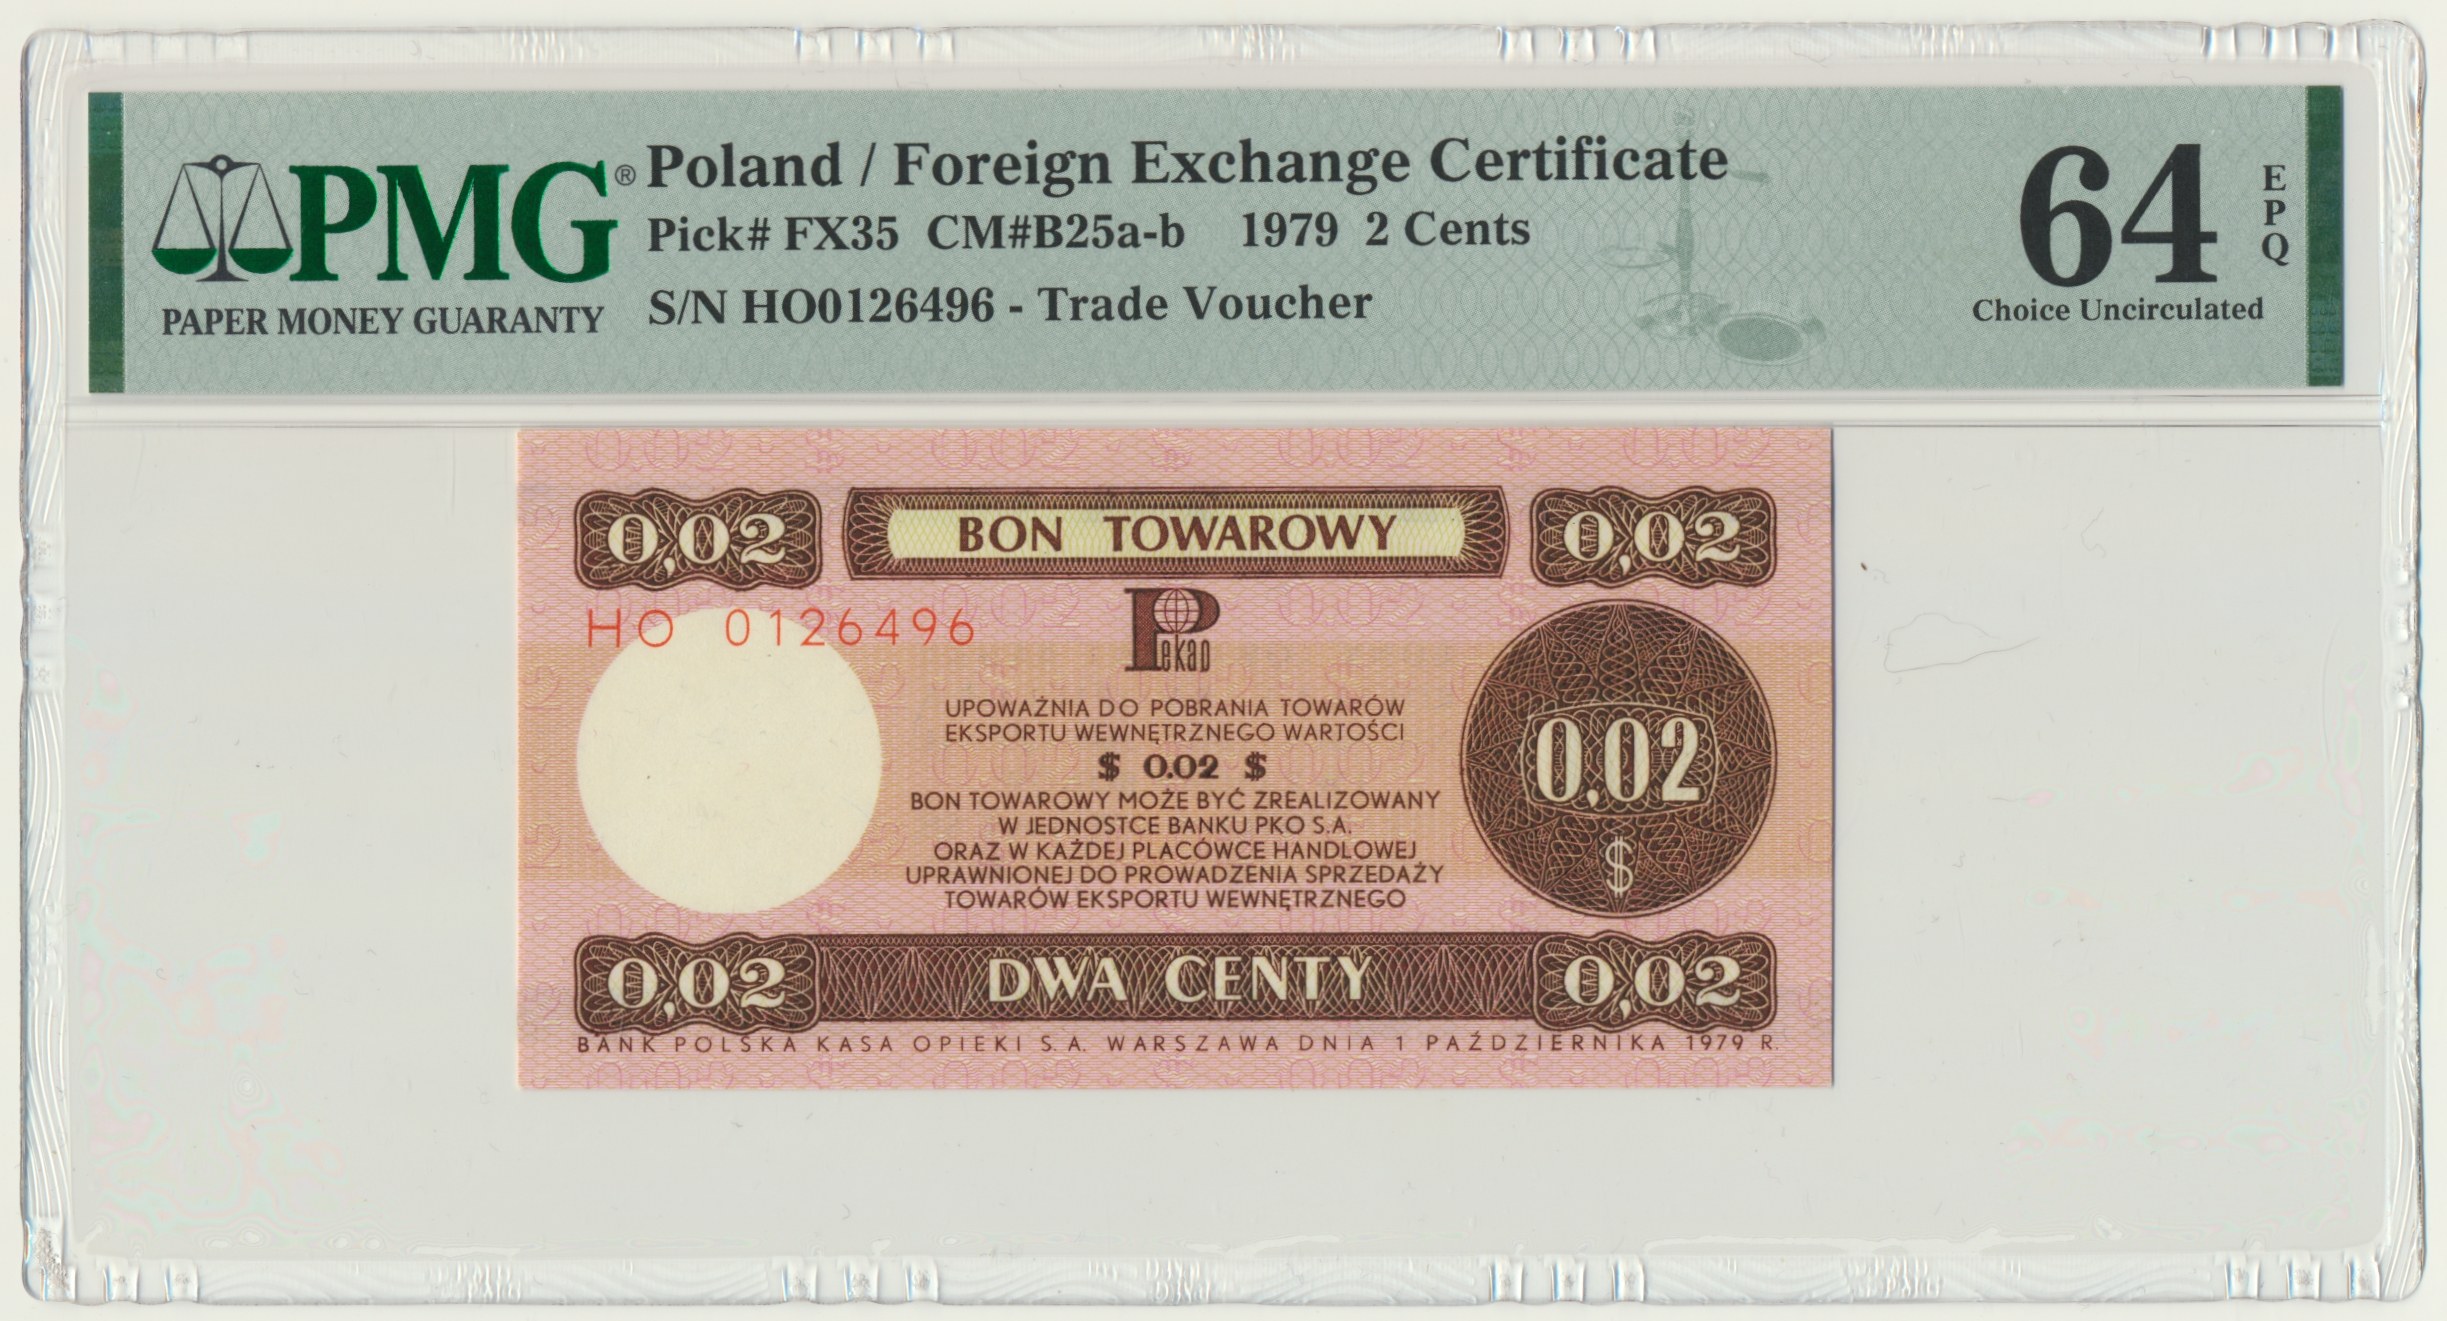 PMG®
PAPER MONEY GUARANTY
Poland / Foreign Exchange Certificate
Pick# FX35 CM#B25a-b 1979 2 Cents
S/N HO0126496 - Trade Voucher
64 EPQ
Choice Uncirculated
0,02 BON TOWAROWY 0,02
HO 0126496
Pekao
UPOWAŻNIA DO POBRANIA TOWARÓW
EKSPORTU WEWNĘTRZNEGO WARTOŚCI
$ 0.02 $
BON TOWAROWY MOŻE BYĆ ZREALIZOWANY
W JEDNOSTCE BANKU PKO S.A.
ORAZ W KAŻDEJ PLACÓWCE HANDLOWEJ
UPRAWNIONEJ DO PROWADZENIA SPRZEDAŻY
TOWARÓW EKSPORTU WEWNĘTRZNEGO
0,02
$
0,02 DWA CENTY 0,02
BANK POLSKA KASA OPIEKI S.A. WARSZAWA DNIA 1 PAŹDZIERNIKA 1979 R.